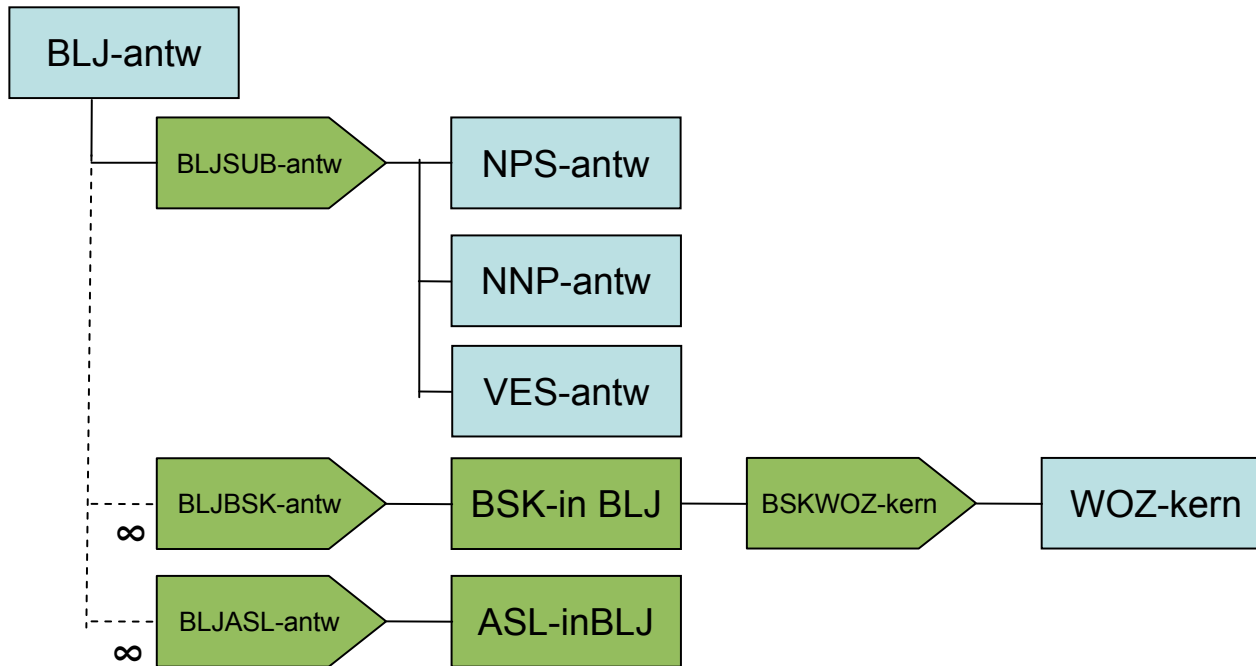 BLJ-antw
BLJSUB-antw
NPS-antw
NNP-antw
VES-antw
BLJBSK-antw
BSK-in BLJ
BSKWOZ-kern
WOZ-kern
∞
BLJASL-antw
ASL-inBLJ
∞